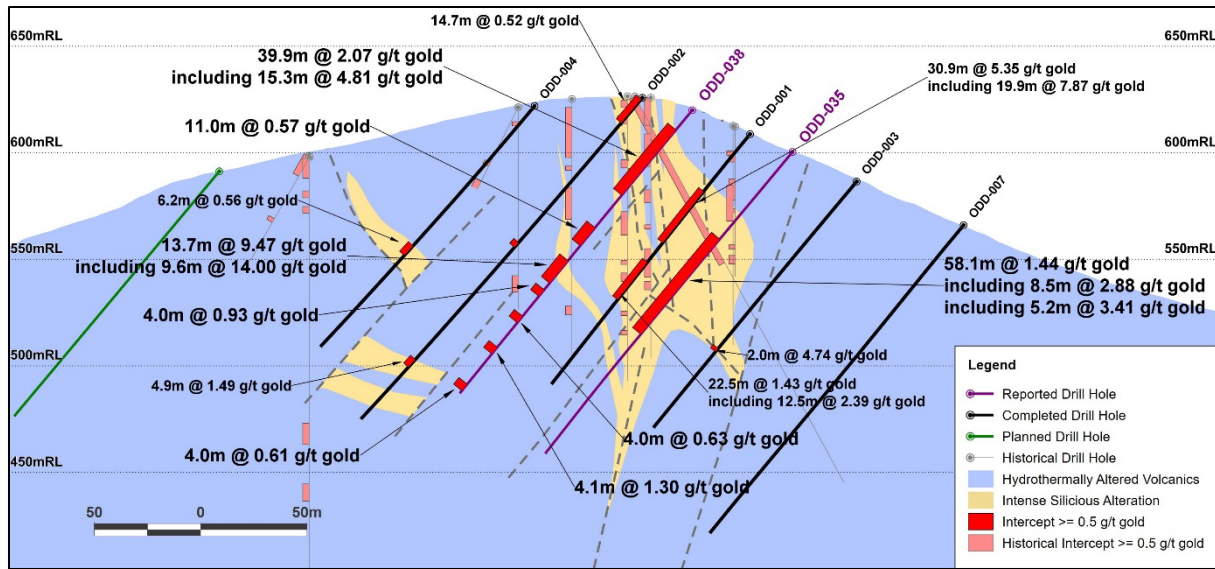 650mRL
650mRL
14.7m @ 0.52 g/t gold
39.9m @ 2.07 g/t gold
including 15.3m @ 4.81 g/t gold
ODD-004
ODD-002
ODD-038
ODD-001
ODD-035
ODD-003
ODD-007
30.9m @ 5.35 g/t gold
including 19.9m @ 7.87 g/t gold
11.0m @ 0.57 g/t gold
600mRL
600mRL
6.2m @ 0.56 g/t gold
13.7m @ 9.47 g/t gold
including 9.6m @ 14.00 g/t gold
550mRL
550mRL
58.1m @ 1.44 g/t gold
including 8.5m @ 2.88 g/t gold
including 5.2m @ 3.41 g/t gold
4.0m @ 0.93 g/t gold
500mRL
500mRL
2.0m @ 4.74 g/t gold
4.9m @ 1.49 g/t gold
22.5m @ 1.43 g/t gold
including 12.5m @ 2.39 g/t gold
4.0m @ 0.63 g/t gold
4.0m @ 0.61 g/t gold
4.1m @ 1.30 g/t gold
450mRL
50
0
50m
Legend
Reported Drill Hole
Completed Drill Hole
Planned Drill Hole
Historical Drill Hole
Hydrothermally Altered Volcanics
Intense Silicious Alteration
Intercept >= 0.5 g/t gold
Historical Intercept >= 0.5 g/t gold